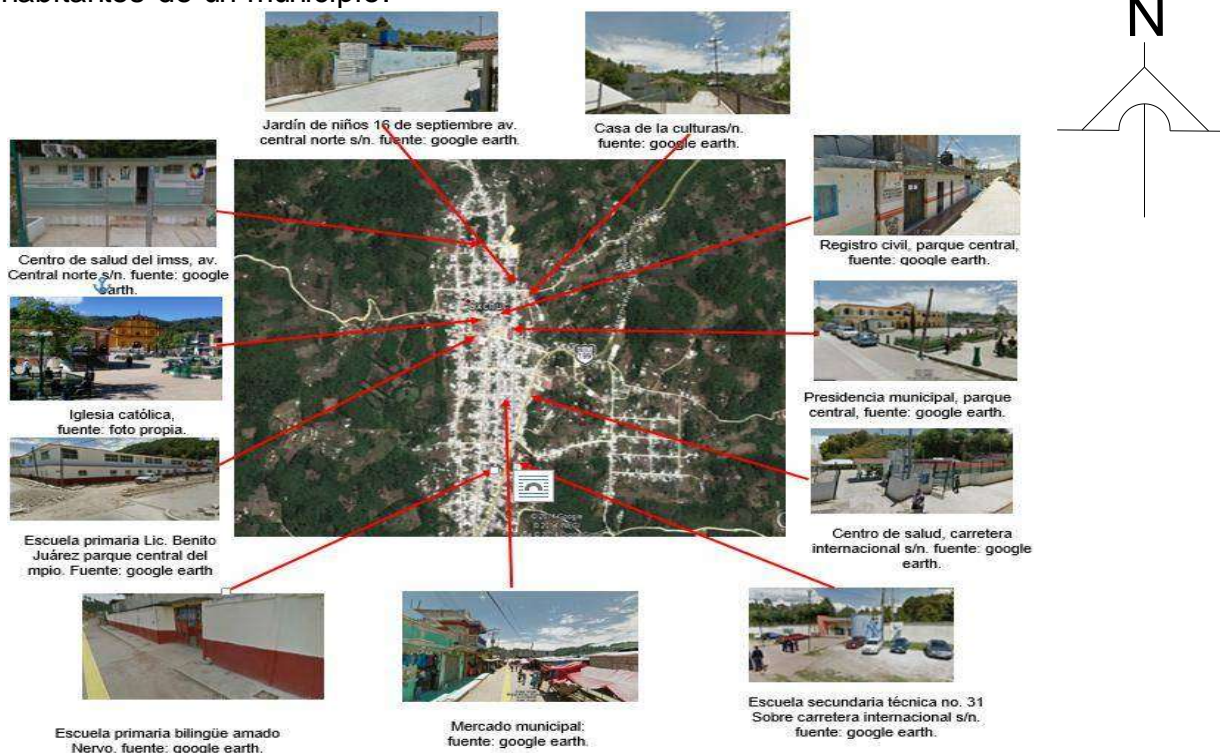 habitantes de un municipio.
N
Jardín de niños 16 de septiembre av.
central norte s/n. fuente: google earth.
Casa de la culturas/n.
fuente: google earth.
Centro de salud del imss, av.
Central norte s/n. fuente: google
earth.
Registro civil, parque central,
fuente: google earth.
Iglesia católica,
fuente: foto propia.
Presidencia municipal, parque
central, fuente: google earth.
Escuela primaria Lic. Benito
Juárez parque central del
mpio. Fuente: google earth
Centro de salud, carretera
internacional s/n. fuente: google
earth.
Escuela primaria bilingüe amado
Nervo. fuente: google earth.
Mercado municipal:
fuente: google earth.
Escuela secundaria técnica no. 31
Sobre carretera internacional s/n.
fuente: google earth.